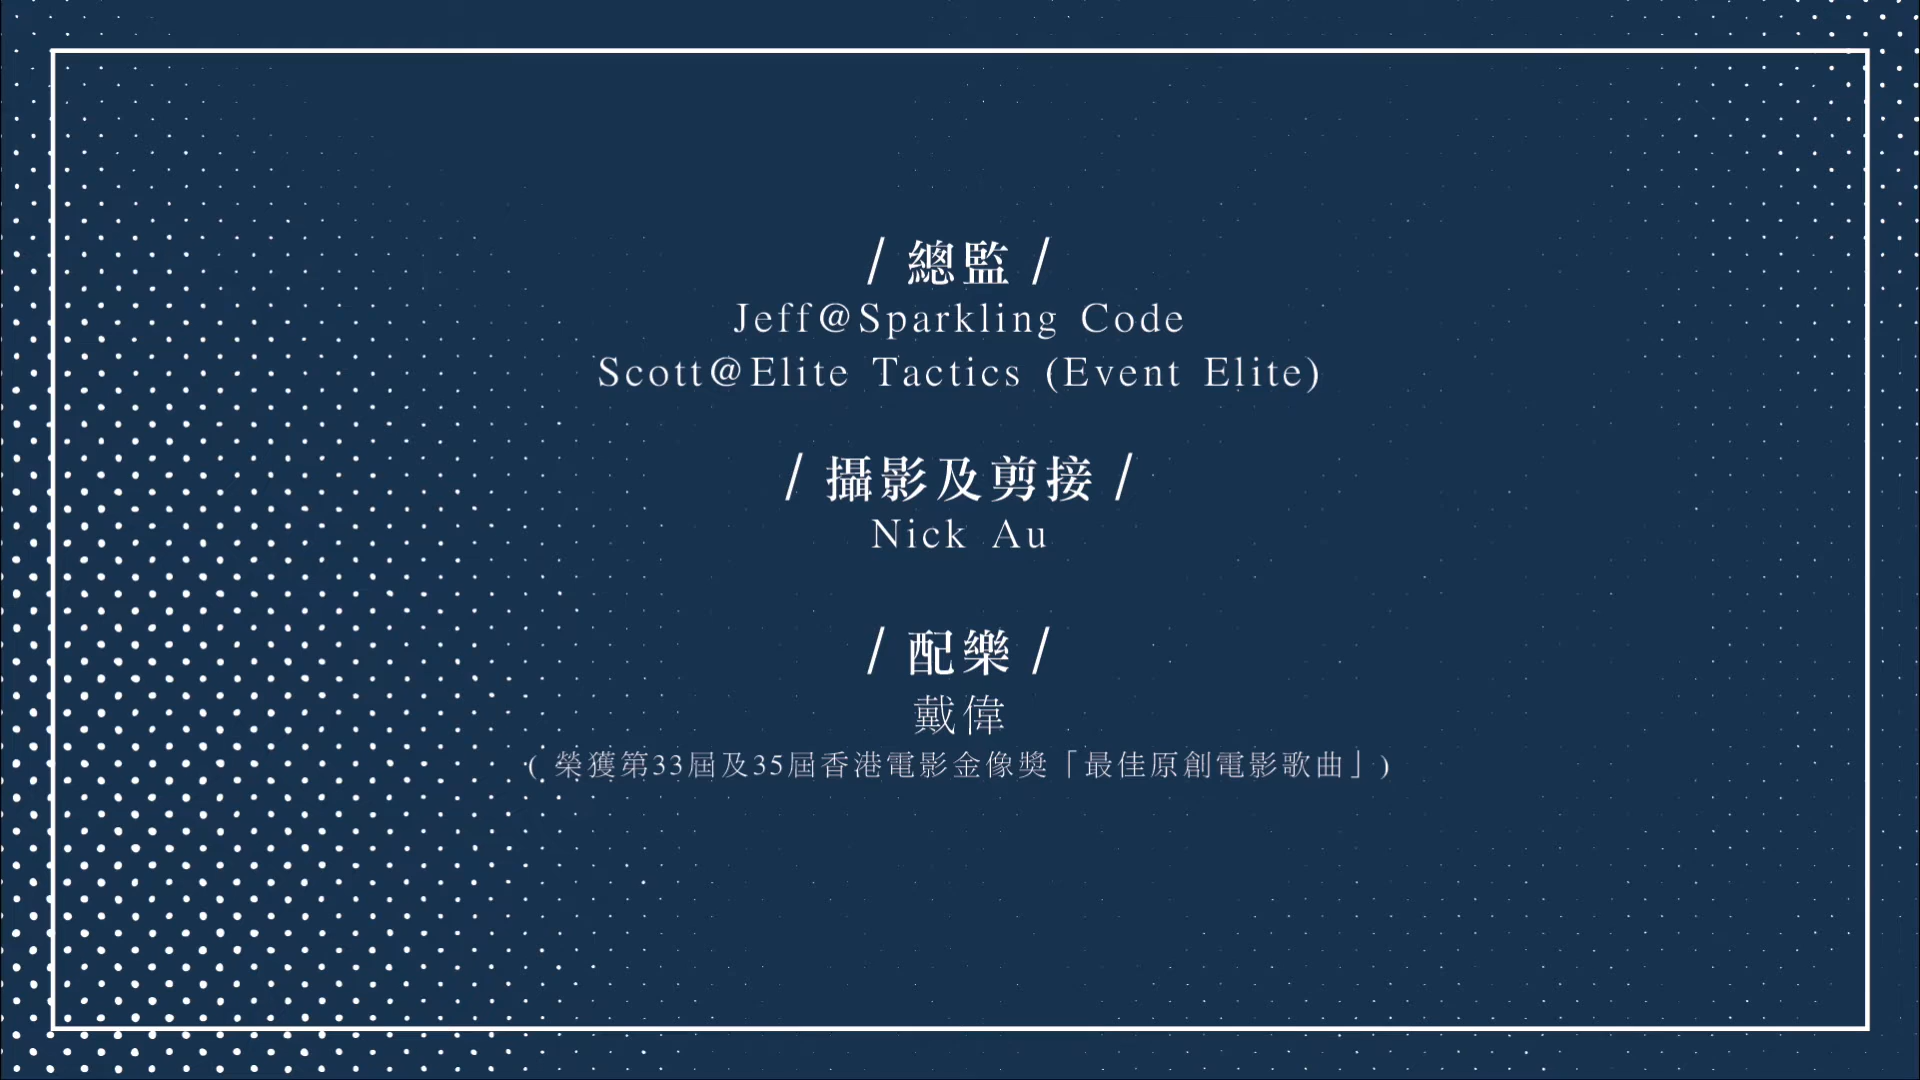 / 總監 /
Jeff@Sparkling Code
Scott@Elite Tactics (Event Elite)
/ 攝影及剪接 /
Nick Au
/ 配樂 /
戴偉
( 榮獲第33屆及35屆香港電影金像獎「最佳原創電影歌曲」)